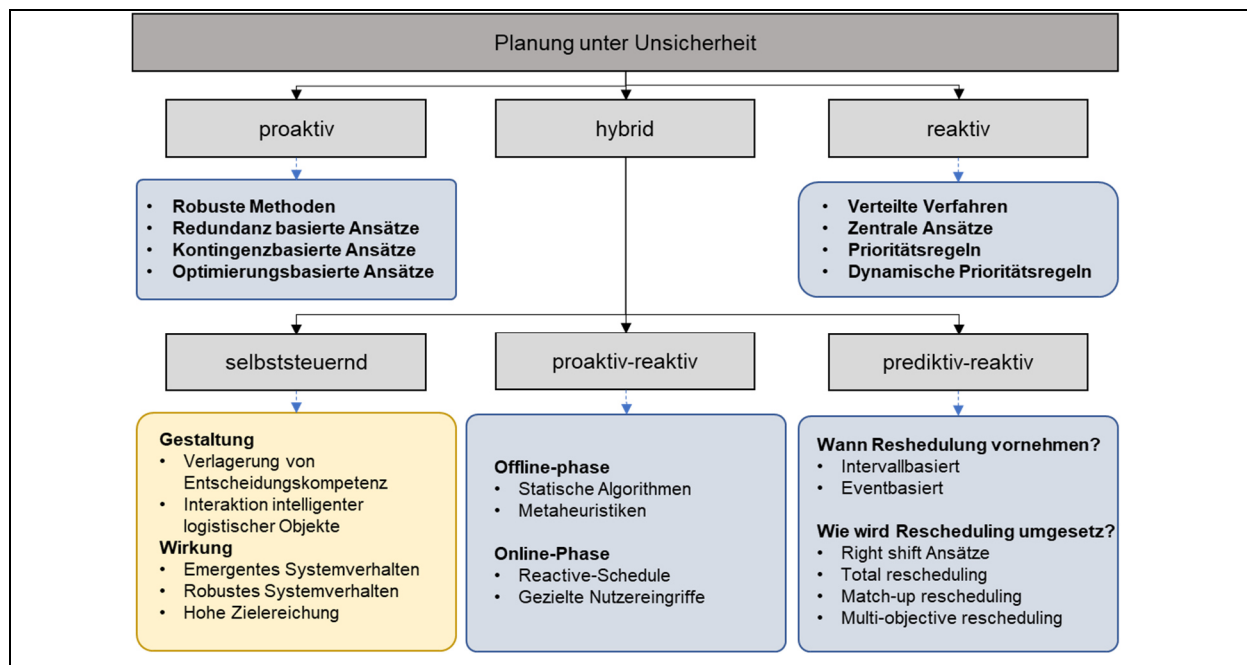 Planung unter Unsicherheit
proaktiv
hybrid
reaktiv
• Robuste Methoden
• Redundanz basierte Ansätze
• Kontingenzbasierte Ansätze
• Optimierungsbasierte Ansätze
• Verteilte Verfahren
• Zentrale Ansätze
• Prioritätsregeln
• Dynamische Prioritätsregeln
selbststeuernd
proaktiv-reaktiv
prediktiv-reaktiv
Gestaltung
• Verlagerung von
Entscheidungskompetenz
• Interaktion intelligenter
logistischer Objekte
Wirkung
• Emergentes Systemverhalten
• Robustes Systemverhalten
• Hohe Zielereichung
Offline-phase
• Statische Algorithmen
• Metaheuristiken
Online-Phase
• Reactive-Schedule
• Gezielte Nutzereingriffe
Wann Reshedulung vornehmen?
• Intervallbasiert
• Eventbasiert
Wie wird Rescheduling umgesetz?
• Right shift Ansätze
• Total rescheduling
• Match-up rescheduling
• Multi-objective rescheduling